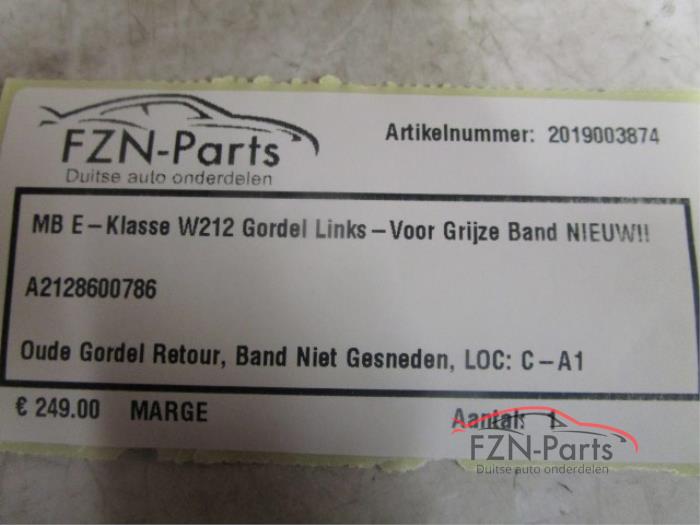 FZN-Parts
Duitse auto onderdelen
Artikelnummer: 2019003874
MB E-Klasse W212 Gordel Links-Voor Grijze Band NIEUW!!
A2128600786
Oude Gordel Retour, Band Niet Gesneden, LOC: C-A1
€ 249.00 MARGE Aantal: 1
FZN-Parts
Duitse auto onderdelen